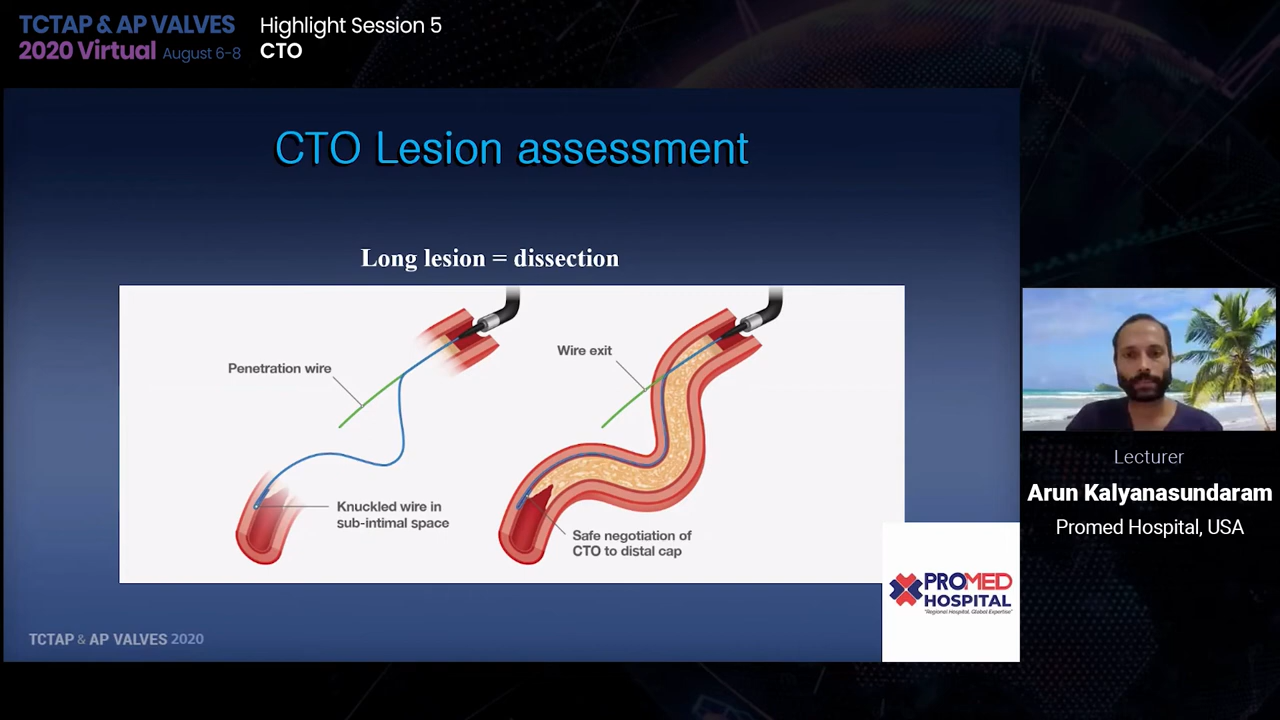 TCTAP & AP VALVES
2020 Virtual August 6-8
Highlight Session 5
CTO
CTO Lesion assessment
Long lesion = dissection
Penetration wire
Knuckled wire in
sub-intimal space
Wire exit
Safe negotiation of
CTO to distal cap
PROMED
HOSPITAL
"Regional Hospital, Global Expertise"
TCTAP & AP VALVES 2020
Lecturer
Arun Kalyanasundaram
Promed Hospital, USA